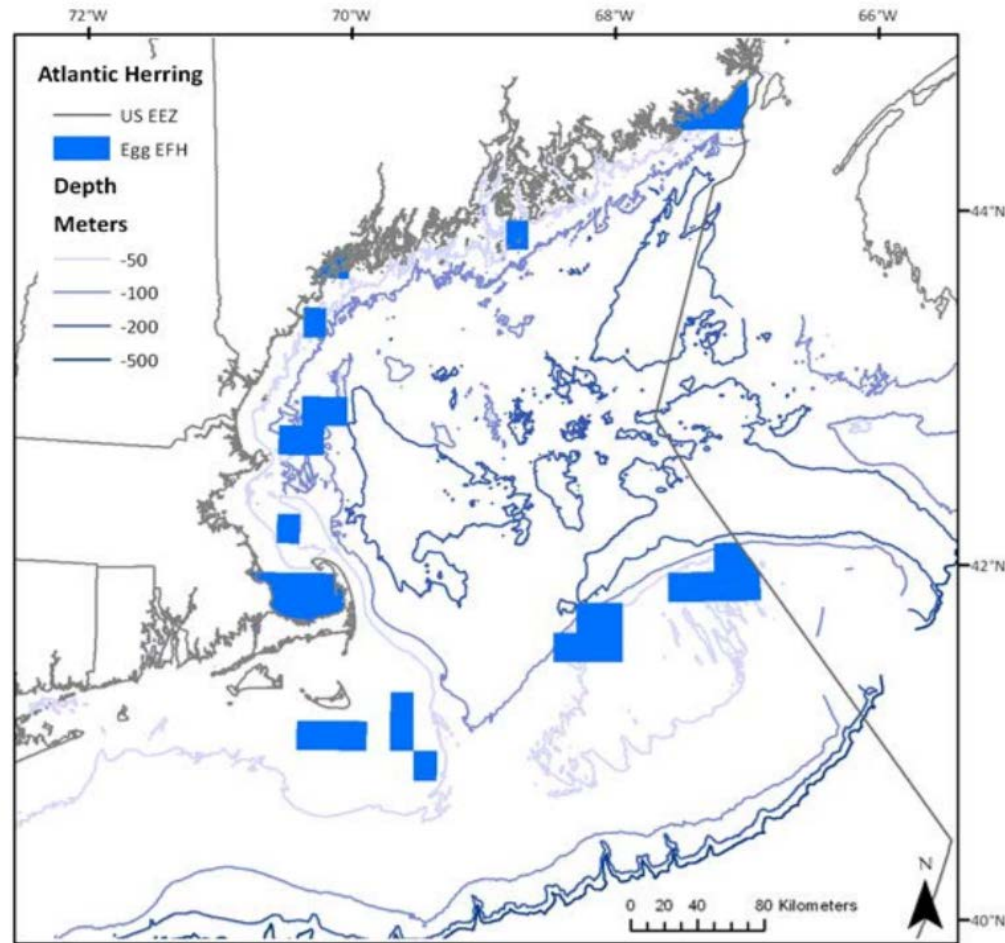 72°W 70°W 68°W 66°W
Atlantic Herring
US EEZ
Egg EFH
Depth
Meters
-50
-100
-200
-500
44°N
42°N
40°N
N
0 20 40 80 Kilometers